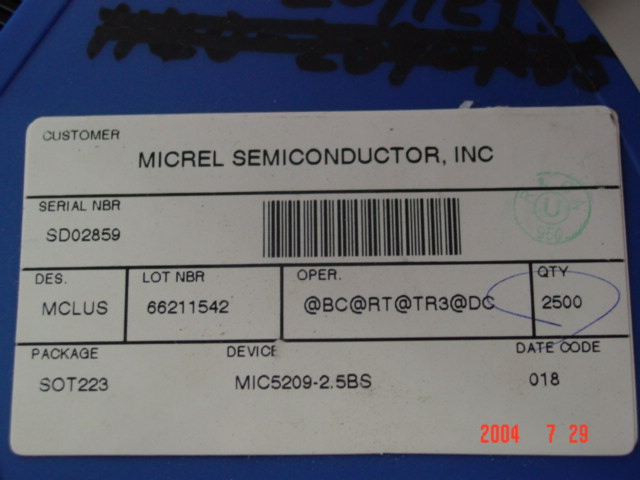 CUSTOMER
MICREL SEMICONDUCTOR, INC
SERIAL NBR
SD02859
DES.
MCLUS
LOT NBR
66211542
OPER.
@BC@RT@TR3@DC
QTY
2500
PACKAGE
SOT223
DEVICE
MIC5209-2.5BS
DATE CODE
018
2004 7 29